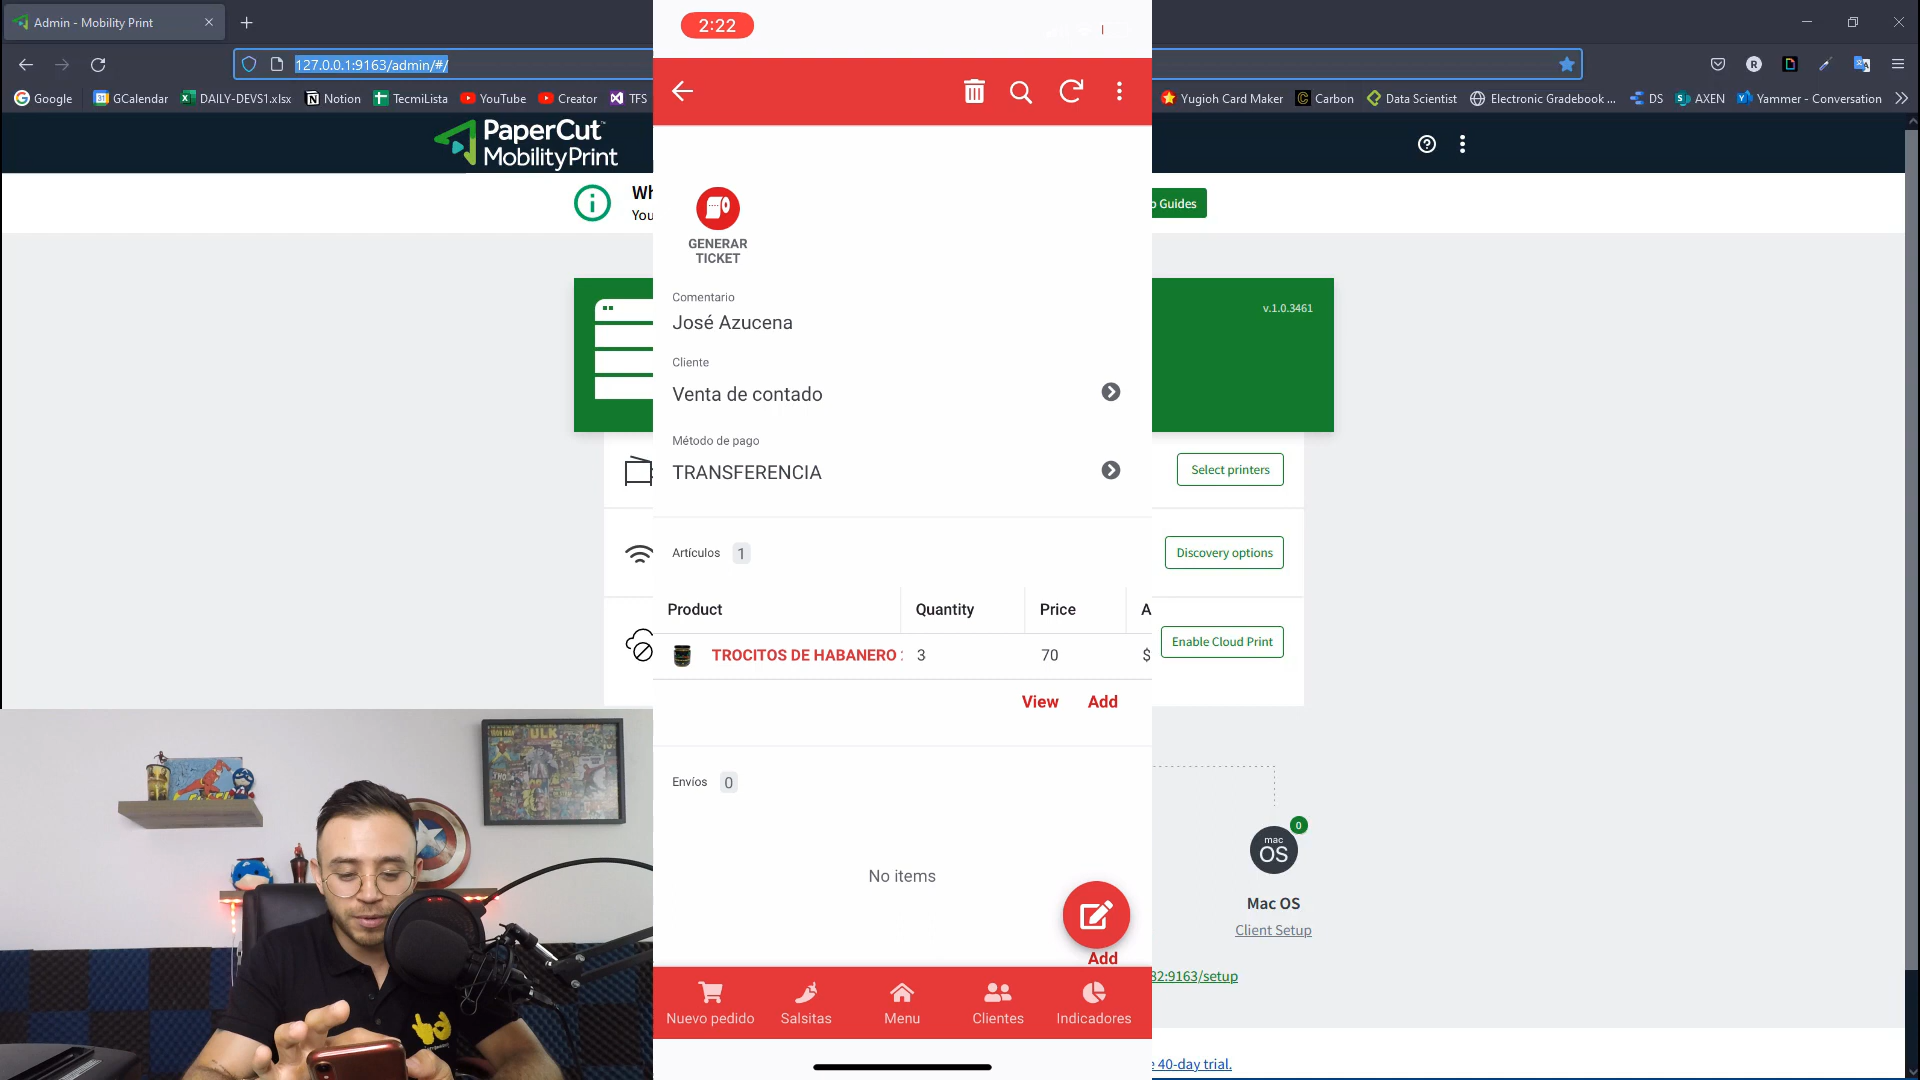 Admin - Mobility Print
127.0.0.1:9163/admin/#/
Google
GCalendar
DAILY-DEVS1.xlsx
Notion
TecmiLista
YouTube
Creator
TFS
Yugioh Card Maker
Carbon
Data Scientist
Electronic Gradebook ...
DS
AXEN
Yammer - Conversation
PaperCut™
MobilityPrint
You
Guides
v.1.0.3461
Select printers
Discovery options
Enable Cloud Print
0
mac
OS
Mac OS
Client Setup
:9163/setup
40-day trial.
2:22
GENERAR
TICKET
Comentario
José Azucena
Cliente
Venta de contado
Método de pago
TRANSFERENCIA
Artículos 1
Product Quantity Price A
TROCITOS DE HABANERO 3 70 $
View Add
Envíos 0
No items
Add
Nuevo pedido
Salsitas
Menu
Clientes
Indicadores
ULK